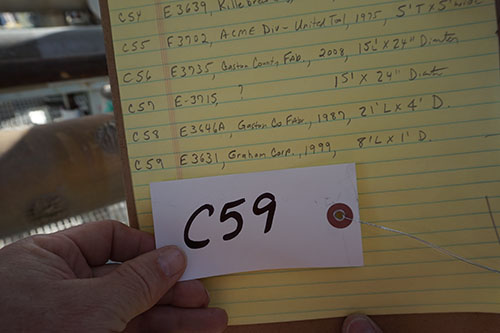 C54 E3639, Killebrew
C55 E3702, ACME Div - United Tool, 1975, 5'T X 5' wide
C56 E3735, Gaston County Fab., 2008, 15'L X 24" Diameter
C57 E-3715, ? 15'L X 24" Diameter
C58 E3646A, Gaston Co Fab., 1987, 21'L X 4' D.
C59 E3631, Graham Corp., 1999, 8'L X 1' D.
C59